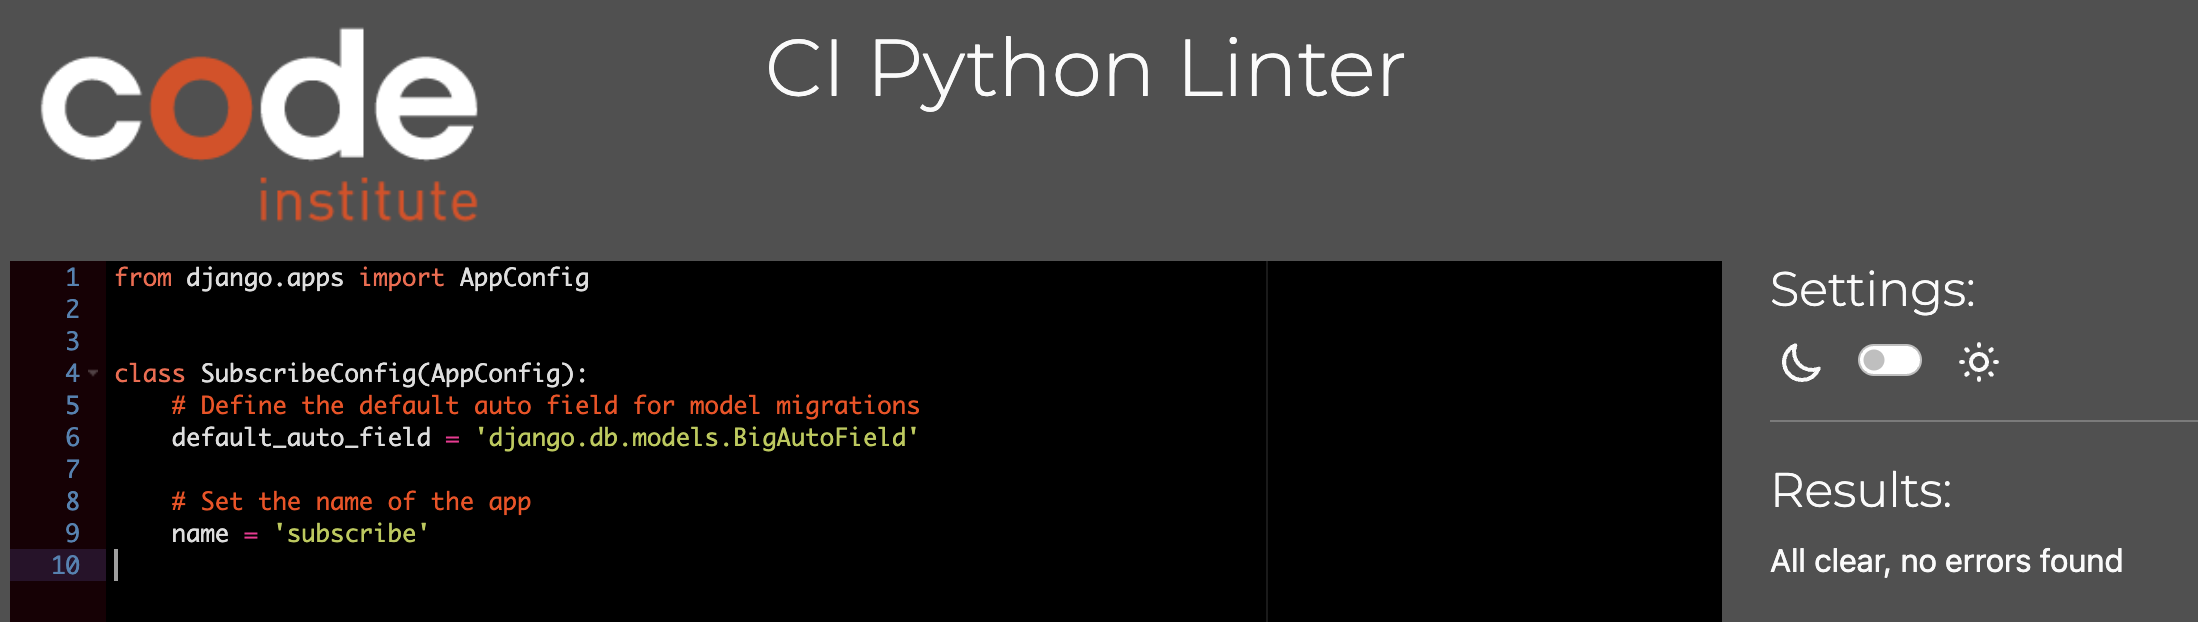 code
institute
CI Python Linter
1 from django.apps import AppConfig
2
3
4 class SubscribeConfig(AppConfig):
5     # Define the default auto field for model migrations
6     default_auto_field = 'django.db.models.BigAutoField'
7
8     # Set the name of the app
9     name = 'subscribe'
10
Settings:
Results:
All clear, no errors found